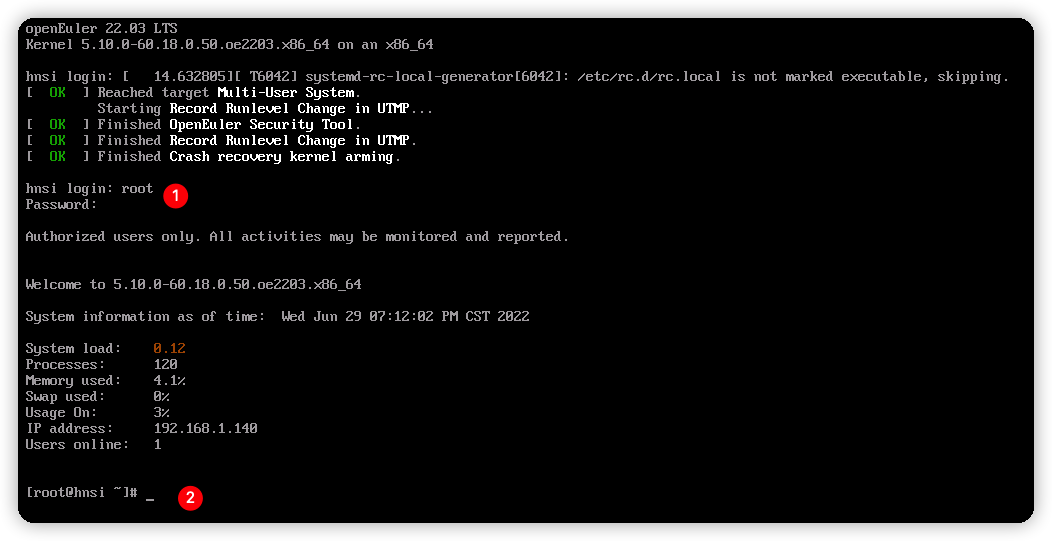 openEuler 22.03 LTS
Kernel 5.10.0-60.18.0.50.oe2203.x86_64 on an x86_64
hnsi login: [   14.632805][ T6042] systemd-rc-local-generator[6042]: /etc/rc.d/rc.local is not marked executable, skipping.
[  OK  ] Reached target Multi-User System.
         Starting Record Runlevel Change in UTMP...
[  OK  ] Finished OpenEuler Security Tool.
[  OK  ] Finished Record Runlevel Change in UTMP.
[  OK  ] Finished Crash recovery kernel arming.
hnsi login: root 1
Password:
Authorized users only. All activities may be monitored and reported.
Welcome to 5.10.0-60.18.0.50.oe2203.x86_64
System information as of time:  Wed Jun 29 07:12:02 PM CST 2022
System load:    0.12
Processes:      120
Memory used:    4.1%
Swap used:      0%
Usage On:       3%
IP address:     192.168.1.140
Users online:   1
[root@hnsi ~]# _ 2